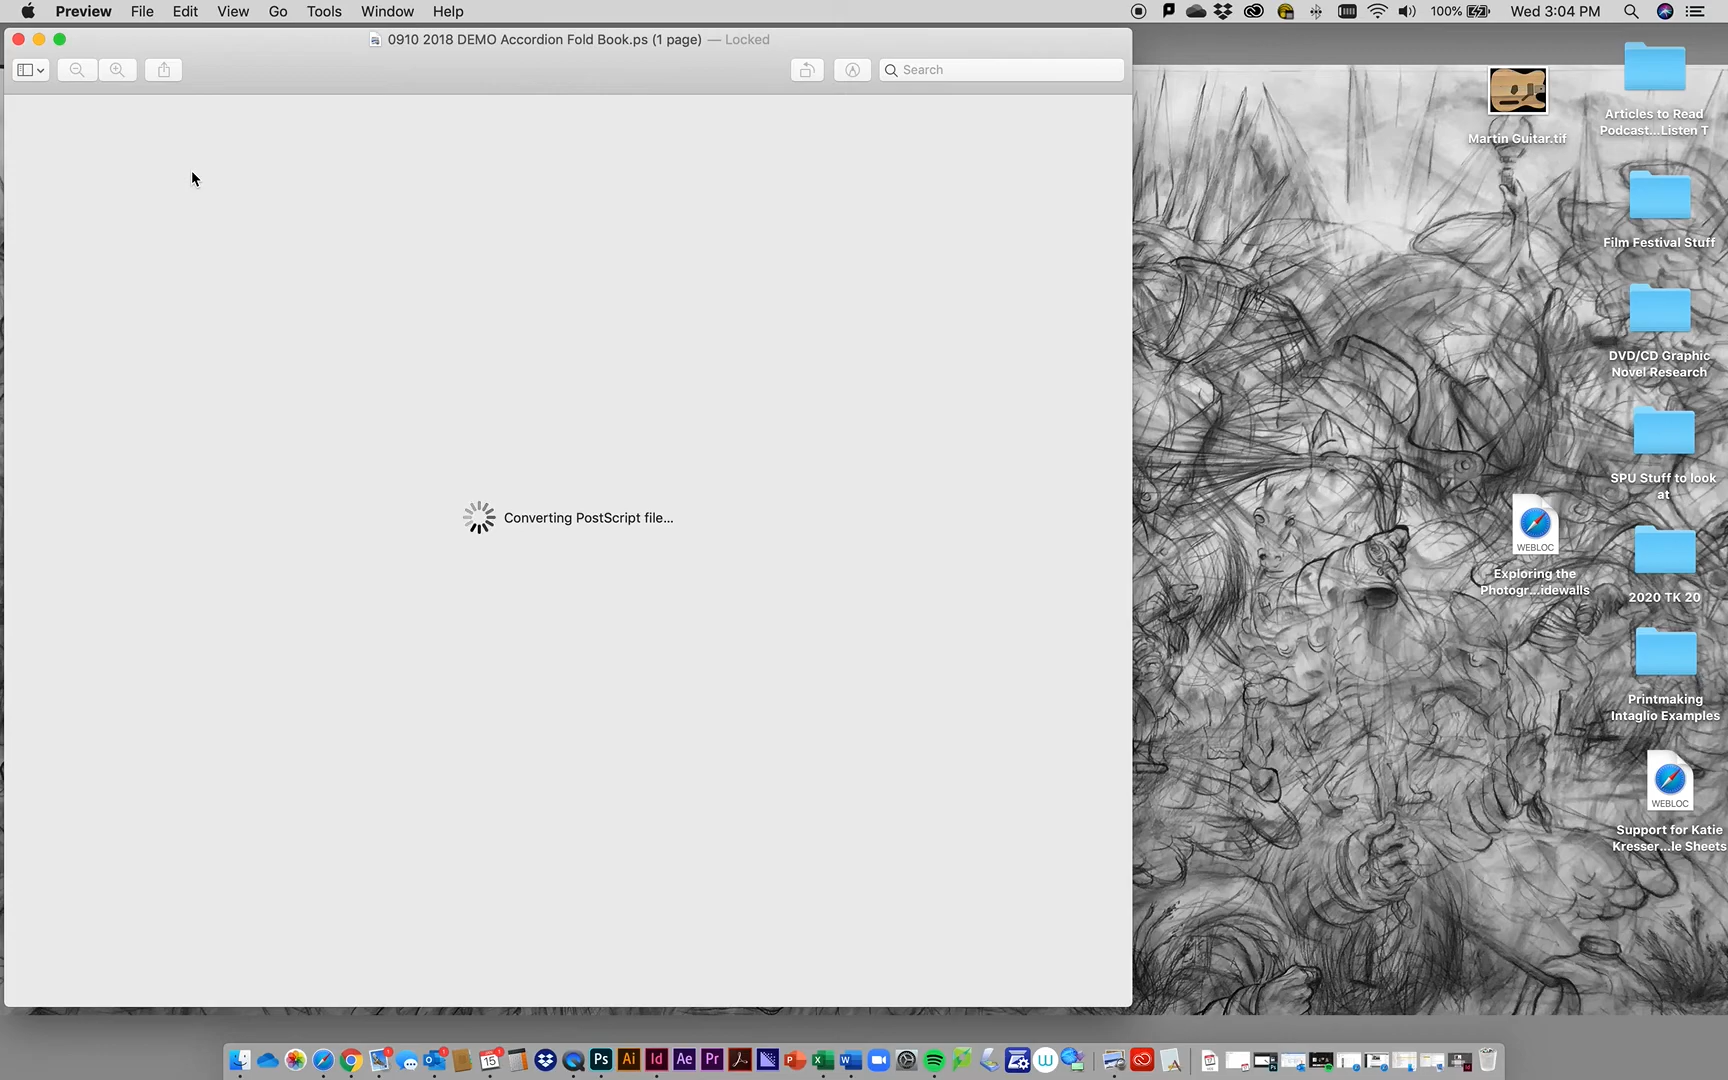 Preview File Edit View Go Tools Window Help 100% Wed 3:04 PM
0910 2018 DEMO Accordion Fold Book.ps (1 page) — Locked
Search
Converting PostScript file...
Martin Guitar.tif
Articles to Read
Podcast...Listen T
Film Festival Stuff
DVD/CD Graphic
Novel Research
SPU Stuff to look
at
WEBLOC
Exploring the
Photogr...idewalls
2020 TK 20
Printmaking
Intaglio Examples
WEBLOC
Support for Katie
Kresser...le Sheets
15 Ps Ai Id Ae Pr